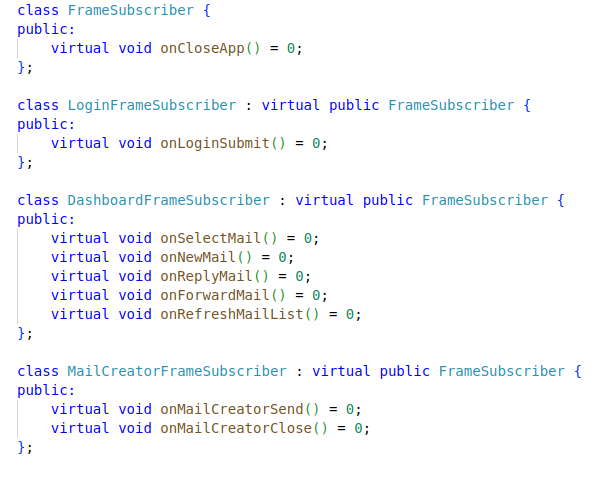 class FrameSubscriber {
public:
    virtual void onCloseApp() = 0;
};

class LoginFrameSubscriber : virtual public FrameSubscriber {
public:
    virtual void onLoginSubmit() = 0;
};

class DashboardFrameSubscriber : virtual public FrameSubscriber {
public:
    virtual void onSelectMail() = 0;
    virtual void onNewMail() = 0;
    virtual void onReplyMail() = 0;
    virtual void onForwardMail() = 0;
    virtual void onRefreshMailList() = 0;
};

class MailCreatorFrameSubscriber : virtual public FrameSubscriber {
public:
    virtual void onMailCreatorSend() = 0;
    virtual void onMailCreatorClose() = 0;
};